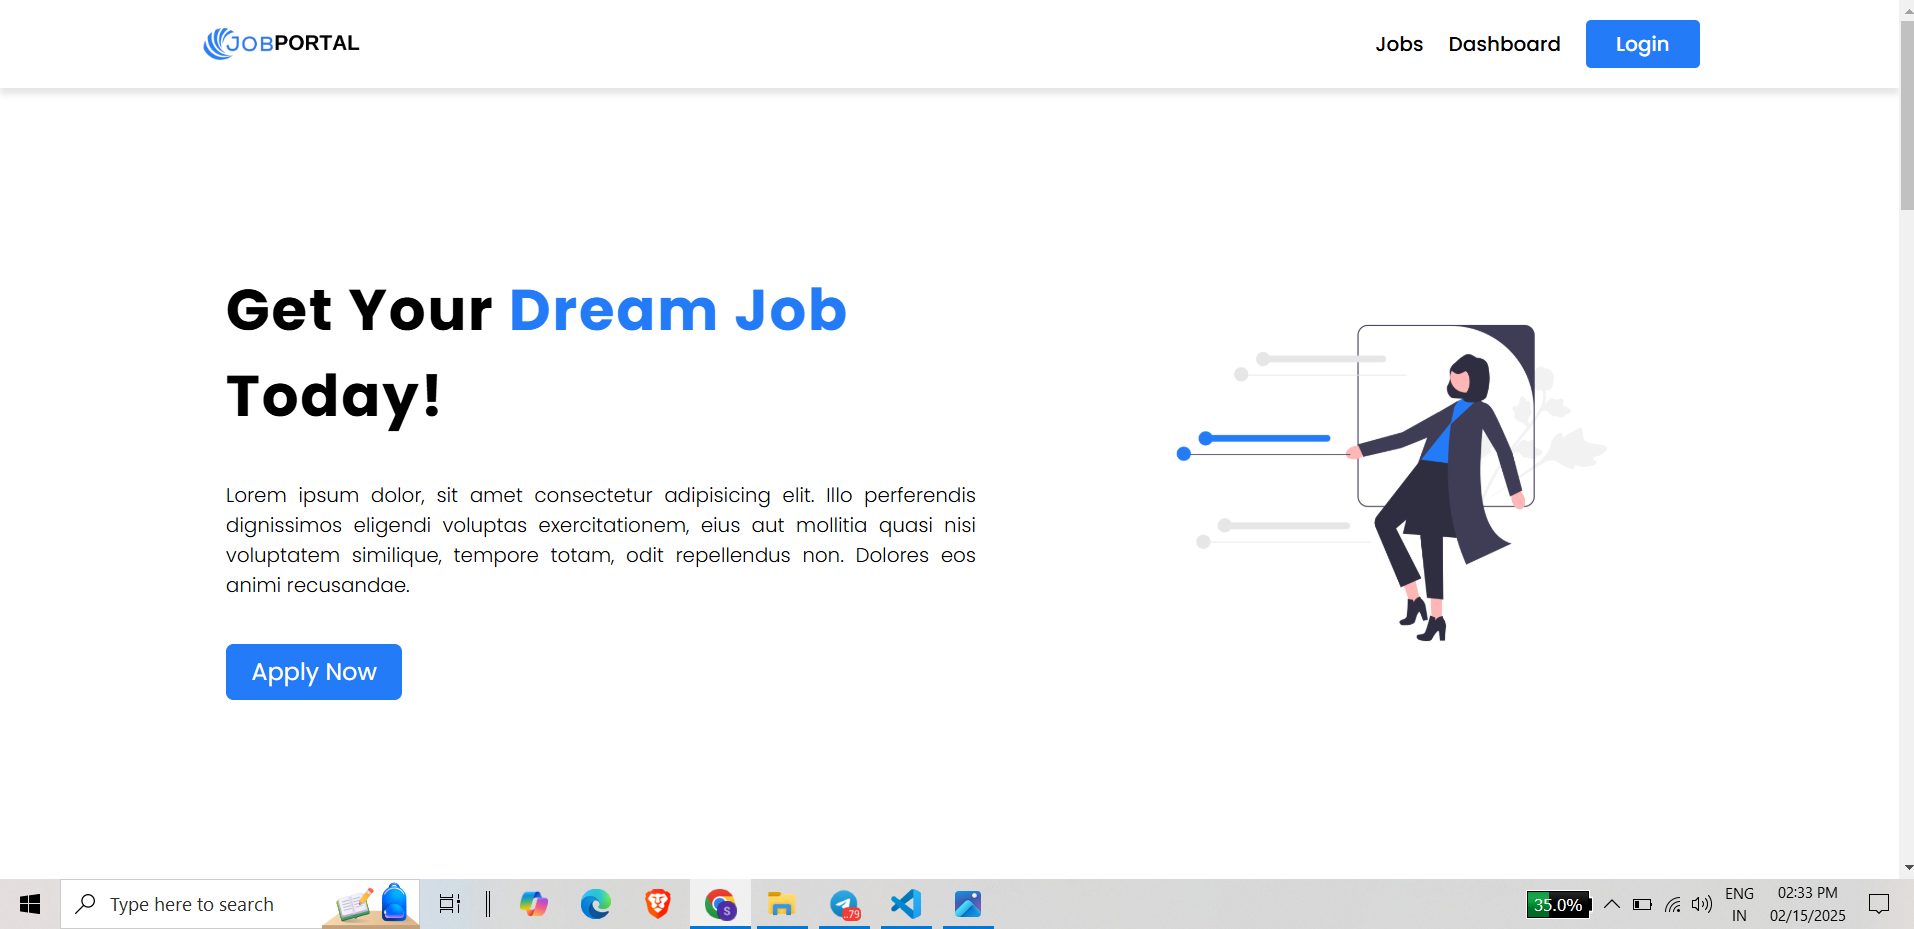 JOBPORTAL
Jobs Dashboard Login
Get Your Dream Job
Today!
Lorem ipsum dolor, sit amet consectetur adipisicing elit. Illo perferendis
dignissimos eligendi voluptas exercitationem, eius aut mollitia quasi nisi
voluptatem similique, tempore totam, odit repellendus non. Dolores eos
animi recusandae.
Apply Now
Type here to search
S
..79
35.0%
ENG
IN
02:33 PM
02/15/2025